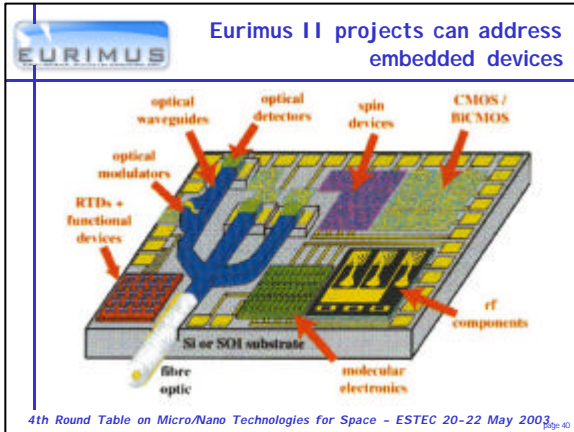 EURIMUS
Eurimus II projects can address
embedded devices
optical
waveguides
optical
detectors
spin
devices
CMOS /
BiCMOS
optical
modulators
RTDs +
functional
devices
rf
components
Si or SOI substrate
fibre
optic
molecular
electronics
4th Round Table on Micro/Nano Technologies for Space - ESTEC 20-22 May 2003
page 40